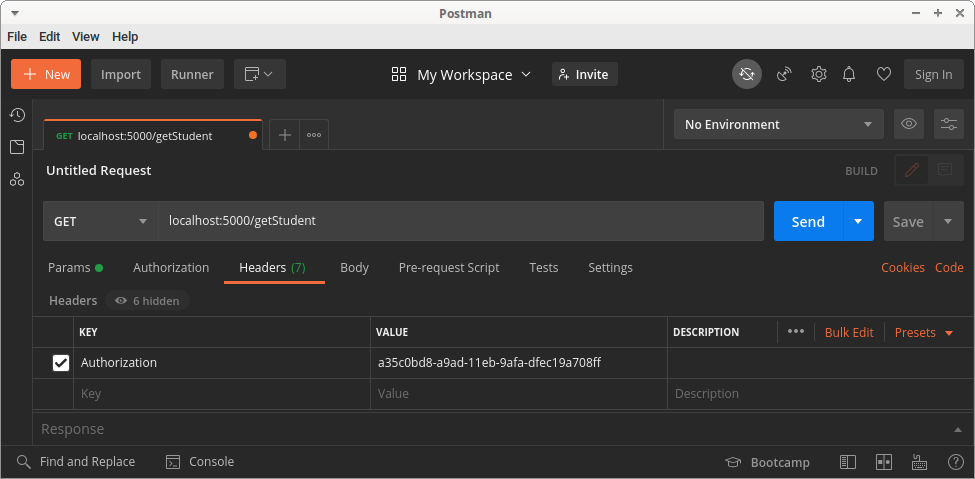 Postman
File Edit View Help
+ New Import Runner My Workspace Invite Sign In
GET localhost:5000/getStudent No Environment
Untitled Request BUILD
GET localhost:5000/getStudent Send Save
Params Authorization Headers (7) Body Pre-request Script Tests Settings Cookies Code
Headers 6 hidden
KEY VALUE DESCRIPTION Bulk Edit Presets
Authorization a35c0bd8-a9ad-11eb-9afa-dfec19a708ff
Key Value Description
Response
Find and Replace Console Bootcamp